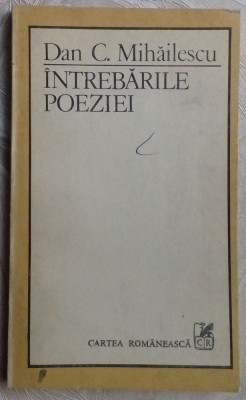 Dan C. Mihăilescu
ÎNTREBĂRILE
POEZIEI
CARTEA ROMÂNEASCĂ
CR